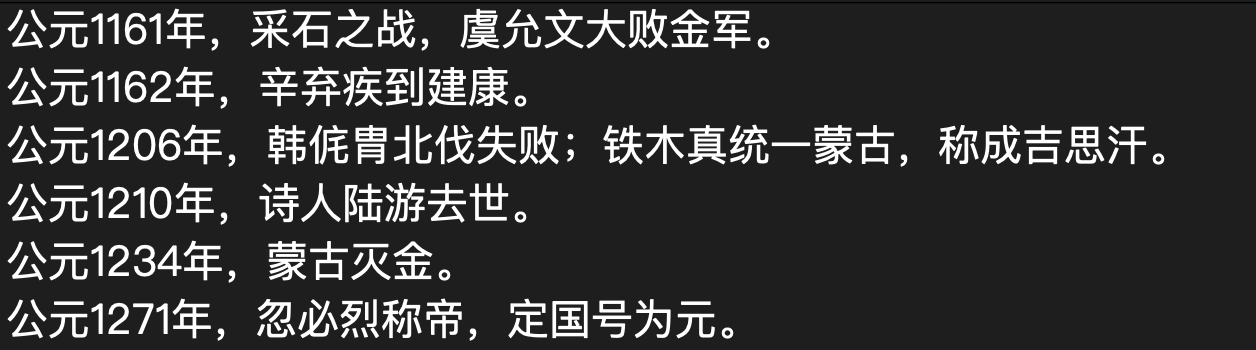 公元1161年，采石之战，虞允文大败金军。
公元1162年，辛弃疾到建康。
公元1206年，韩侂胄北伐失败；铁木真统一蒙古，称成吉思汗。
公元1210年，诗人陆游去世。
公元1234年，蒙古灭金。
公元1271年，忽必烈称帝，定国号为元。